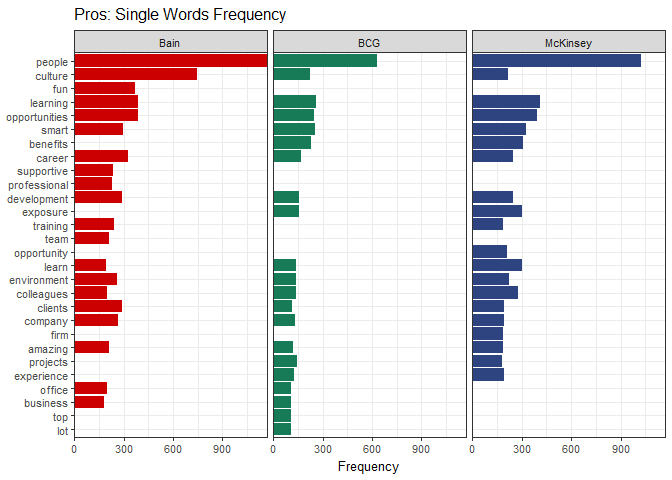 Pros: Single Words Frequency
Bain
BCG
McKinsey
people
culture
fun
learning
opportunities
smart
benefits
career
supportive
professional
development
exposure
training
team
opportunity
learn
environment
colleagues
clients
company
firm
amazing
projects
experience
office
business
top
lot
0 300 600 900 0 300 600 900 0 300 600 900
Frequency